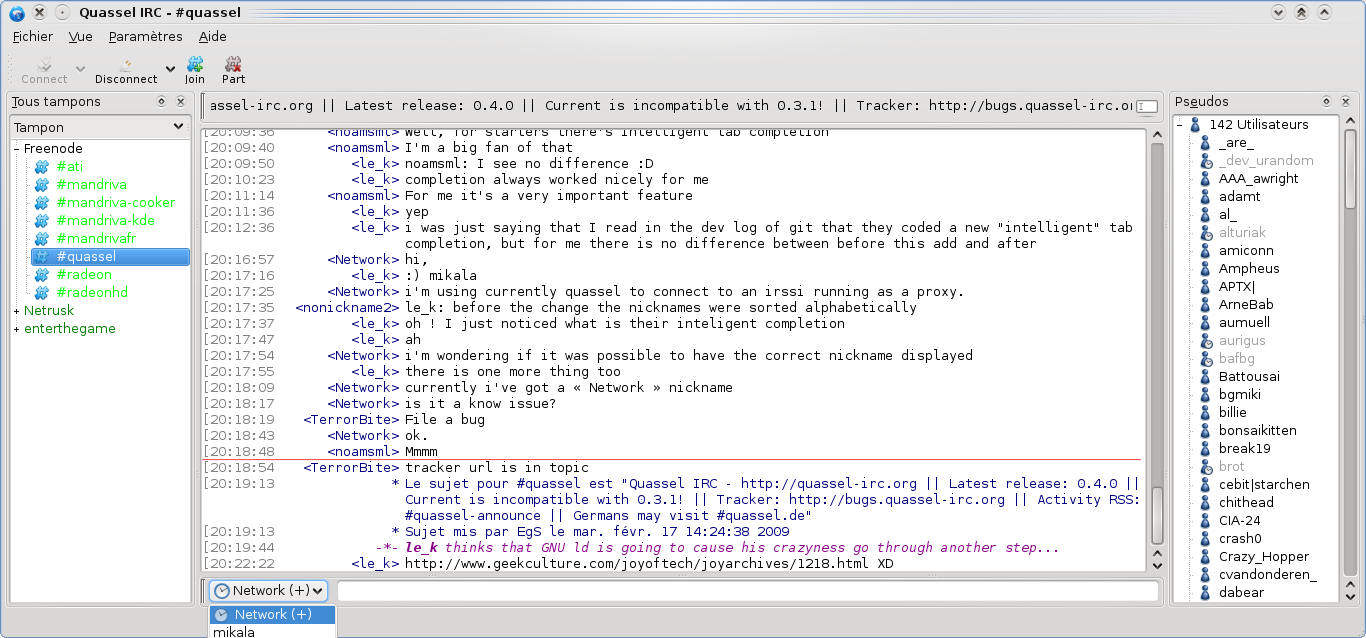 Quassel IRC - #quassel
Fichier Vue Paramètres Aide
Connect Disconnect Join Part
Tous tampons
Tampon
Freenode
#ati
#mandriva
#mandriva-cooker
#mandriva-kde
#mandrivafr
#quassel
#radeon
#radeonhd
Netrusk
enterthegame
assel-irc.org || Latest release: 0.4.0 || Current is incompatible with 0.3.1! || Tracker: http://bugs.quassel-irc.or
[20:09:36 <noamsml> Well, for starters there's intelligent tab completion
[20:09:40 <noamsml> I'm a big fan of that
[20:09:50 <le_k> noamsml: I see no difference :D
[20:10:23 <le_k> completion always worked nicely for me
[20:11:14 <noamsml> For me it's a very important feature
[20:11:36 <le_k> yep
[20:12:36 <le_k> i was just saying that I read in the dev log of git that they coded a new "intelligent" tab
completion, but for me there is no difference between before this add and after
[20:16:57 <Network> hi,
[20:17:16 <le_k> :) mikala
[20:17:25 <Network> i'm using currently quassel to connect to an irssi running as a proxy.
[20:17:35 <nonickname2> le_k: before the change the nicknames were sorted alphabetically
[20:17:37 <le_k> oh ! I just noticed what is their inteligent completion
[20:17:47 <le_k> ah
[20:17:54 <Network> i'm wondering if it was possible to have the correct nickname displayed
[20:17:55 <le_k> there is one more thing too
[20:18:09 <Network> currently i've got a « Network » nickname
[20:18:17 <Network> is it a know issue?
[20:18:19 <TerrorBite> File a bug
[20:18:43 <Network> ok.
[20:18:48 <noamsml> Mmmm
[20:18:54 <TerrorBite> tracker url is in topic
[20:19:13 * Le sujet pour #quassel est "Quassel IRC - http://quassel-irc.org || Latest release: 0.4.0 ||
Current is incompatible with 0.3.1! || Tracker: http://bugs.quassel-irc.org || Activity RSS:
#quassel-announce || Germans may visit #quassel.de"
[20:19:13 * Sujet mis par EgS le mar. févr. 17 14:24:38 2009
[20:19:44 -*- le_k thinks that GNU ld is going to cause his crazyness go through another step...
[20:22:22 <le_k> http://www.geekculture.com/joyoftech/joyarchives/1218.html XD
Network (+)
Network (+)
mikala
Pseudos
142 Utilisateurs
_are_
_dev_urandom
AAA_awright
adamt
al_
alturiak
amiconn
Ampheus
APTX|
ArneBab
aumuell
aurigus
bafbg
Battousai
bgmiki
billie
bonsaikitten
break19
brot
cebit|starchen
chithead
CIA-24
crash0
Crazy_Hopper
cvandonderen_
dabear